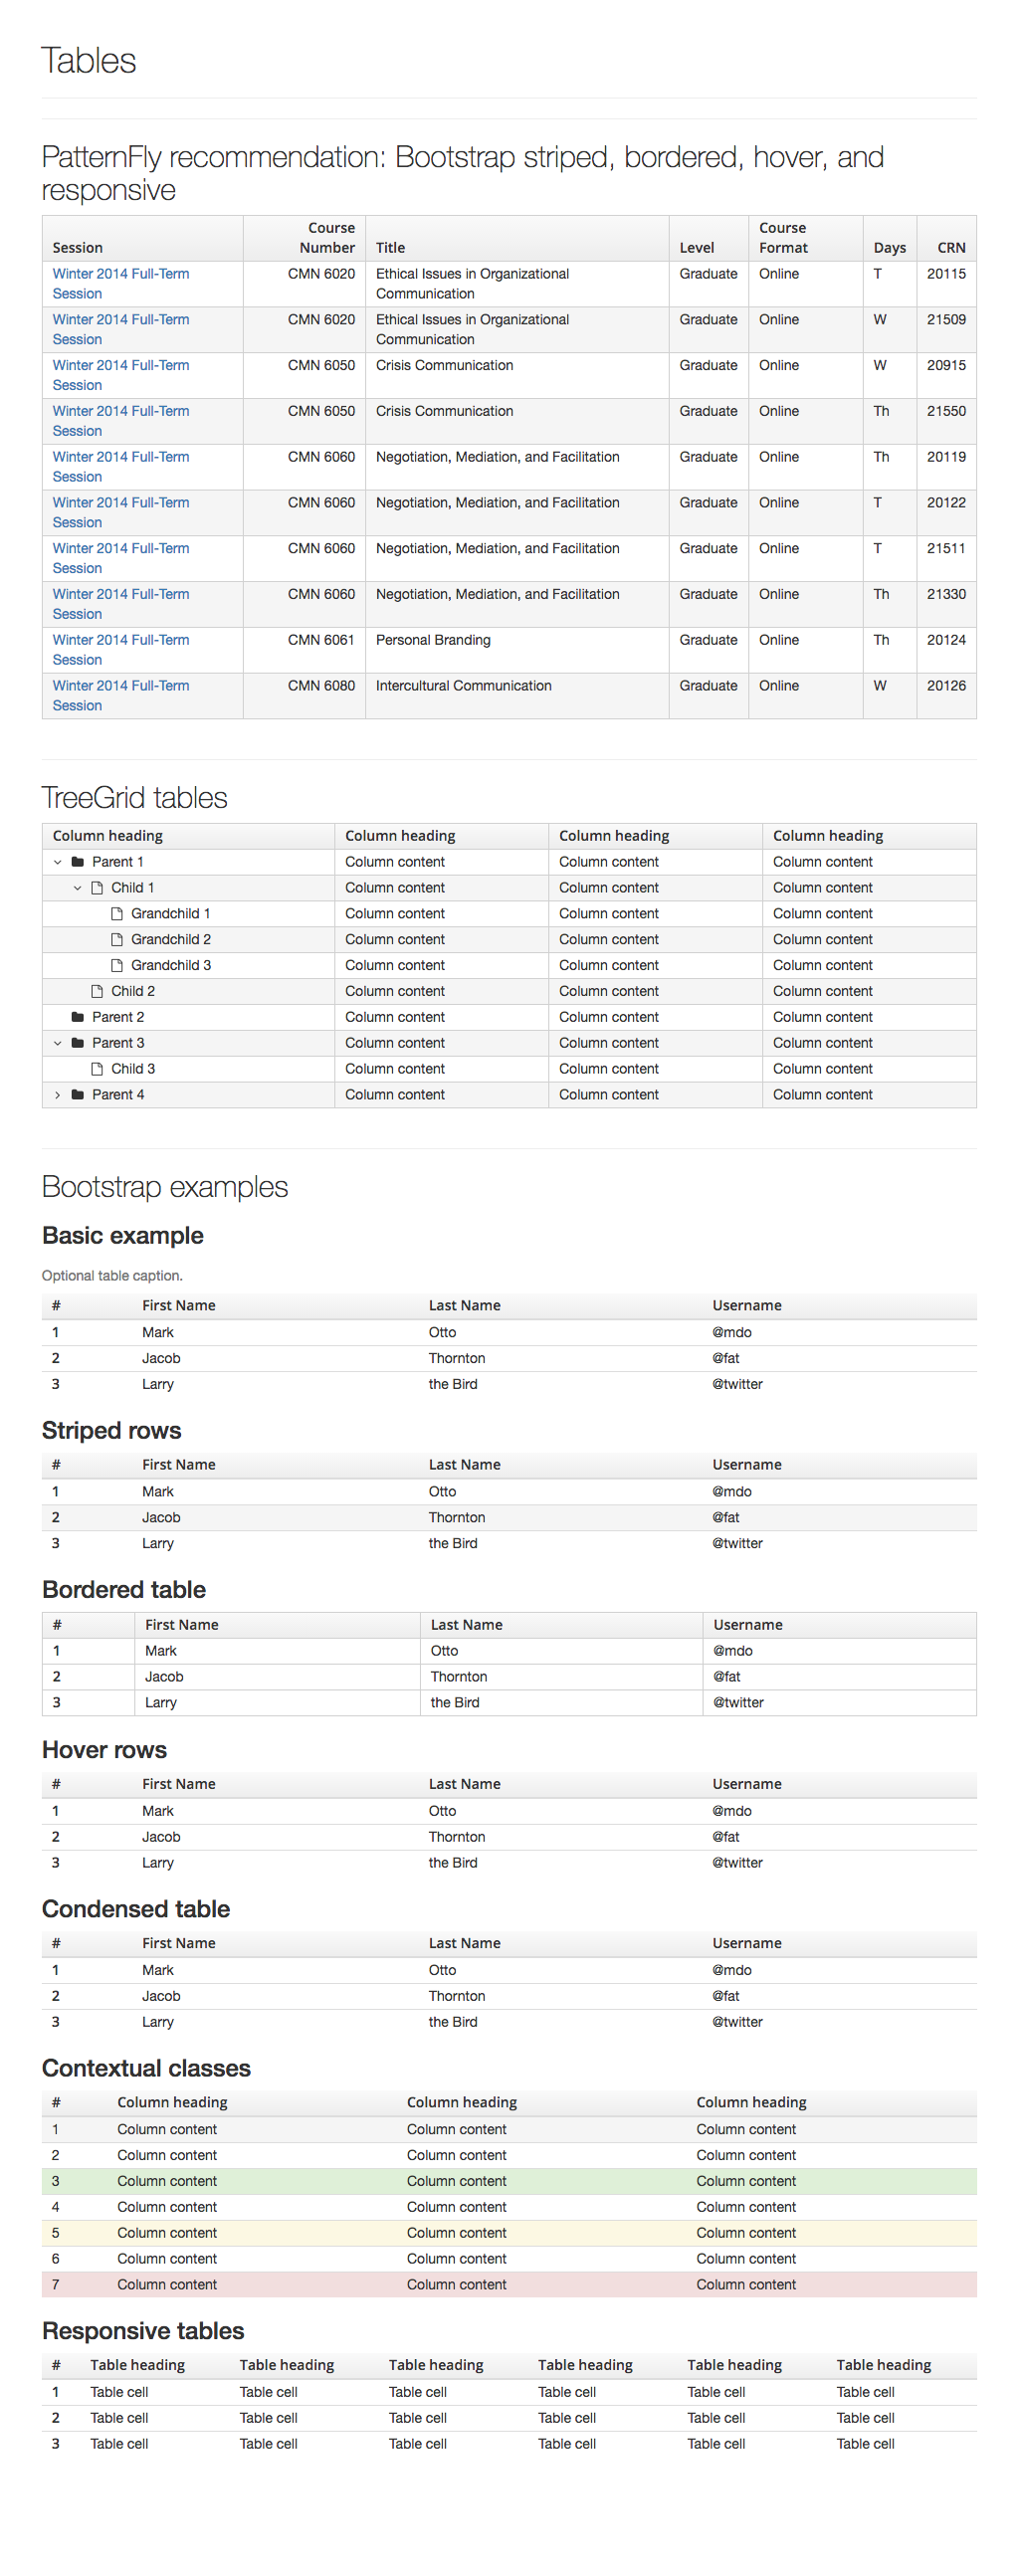 Tables
PatternFly recommendation: Bootstrap striped, bordered, hover, and
responsive
Session Course Number Title Level Course Format Days CRN
Winter 2014 Full-Term Session CMN 6020 Ethical Issues in Organizational Communication Graduate Online T 20115
Winter 2014 Full-Term Session CMN 6020 Ethical Issues in Organizational Communication Graduate Online W 21509
Winter 2014 Full-Term Session CMN 6050 Crisis Communication Graduate Online W 20915
Winter 2014 Full-Term Session CMN 6050 Crisis Communication Graduate Online Th 21550
Winter 2014 Full-Term Session CMN 6060 Negotiation, Mediation, and Facilitation Graduate Online Th 20119
Winter 2014 Full-Term Session CMN 6060 Negotiation, Mediation, and Facilitation Graduate Online T 20122
Winter 2014 Full-Term Session CMN 6060 Negotiation, Mediation, and Facilitation Graduate Online T 21511
Winter 2014 Full-Term Session CMN 6060 Negotiation, Mediation, and Facilitation Graduate Online Th 21330
Winter 2014 Full-Term Session CMN 6061 Personal Branding Graduate Online Th 20124
Winter 2014 Full-Term Session CMN 6080 Intercultural Communication Graduate Online W 20126
TreeGrid tables
Column heading Column heading Column heading Column heading
Parent 1 Column content Column content Column content
Child 1 Column content Column content Column content
Grandchild 1 Column content Column content Column content
Grandchild 2 Column content Column content Column content
Grandchild 3 Column content Column content Column content
Child 2 Column content Column content Column content
Parent 2 Column content Column content Column content
Parent 3 Column content Column content Column content
Child 3 Column content Column content Column content
Parent 4 Column content Column content Column content
Bootstrap examples
Basic example
Optional table caption.
# First Name Last Name Username
1 Mark Otto @mdo
2 Jacob Thornton @fat
3 Larry the Bird @twitter
Striped rows
# First Name Last Name Username
1 Mark Otto @mdo
2 Jacob Thornton @fat
3 Larry the Bird @twitter
Bordered table
# First Name Last Name Username
1 Mark Otto @mdo
2 Jacob Thornton @fat
3 Larry the Bird @twitter
Hover rows
# First Name Last Name Username
1 Mark Otto @mdo
2 Jacob Thornton @fat
3 Larry the Bird @twitter
Condensed table
# First Name Last Name Username
1 Mark Otto @mdo
2 Jacob Thornton @fat
3 Larry the Bird @twitter
Contextual classes
# Column heading Column heading Column heading
1 Column content Column content Column content
2 Column content Column content Column content
3 Column content Column content Column content
4 Column content Column content Column content
5 Column content Column content Column content
6 Column content Column content Column content
7 Column content Column content Column content
Responsive tables
# Table heading Table heading Table heading Table heading Table heading Table heading
1 Table cell Table cell Table cell Table cell Table cell Table cell
2 Table cell Table cell Table cell Table cell Table cell Table cell
3 Table cell Table cell Table cell Table cell Table cell Table cell